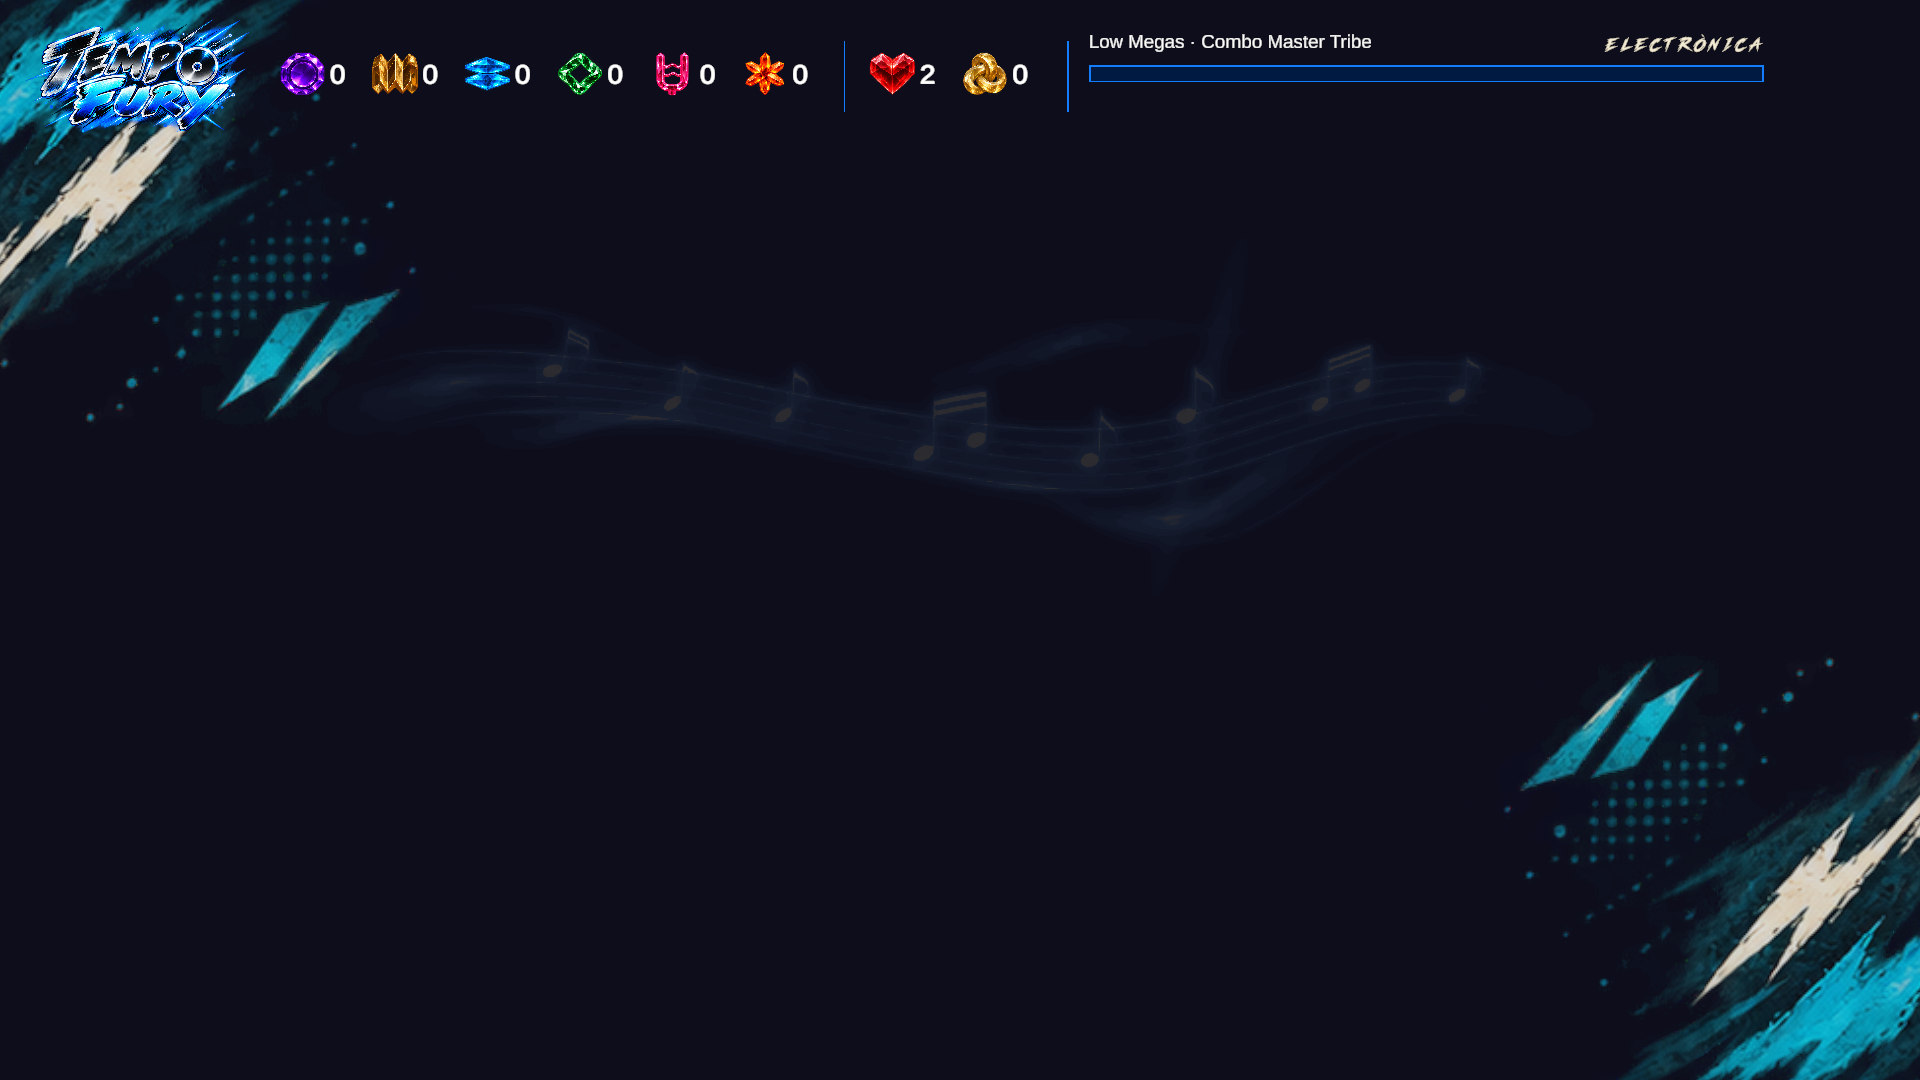 TEMPO
FURY
0 0 0 0 0 0 2 0
Low Megas · Combo Master Tribe
ELECTRÒNICA